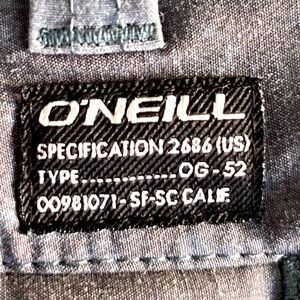 O'NEILL
SPECIFICATION 2686 (US)
TYPE.............OG-52
00981071-SF-SC CALIF.